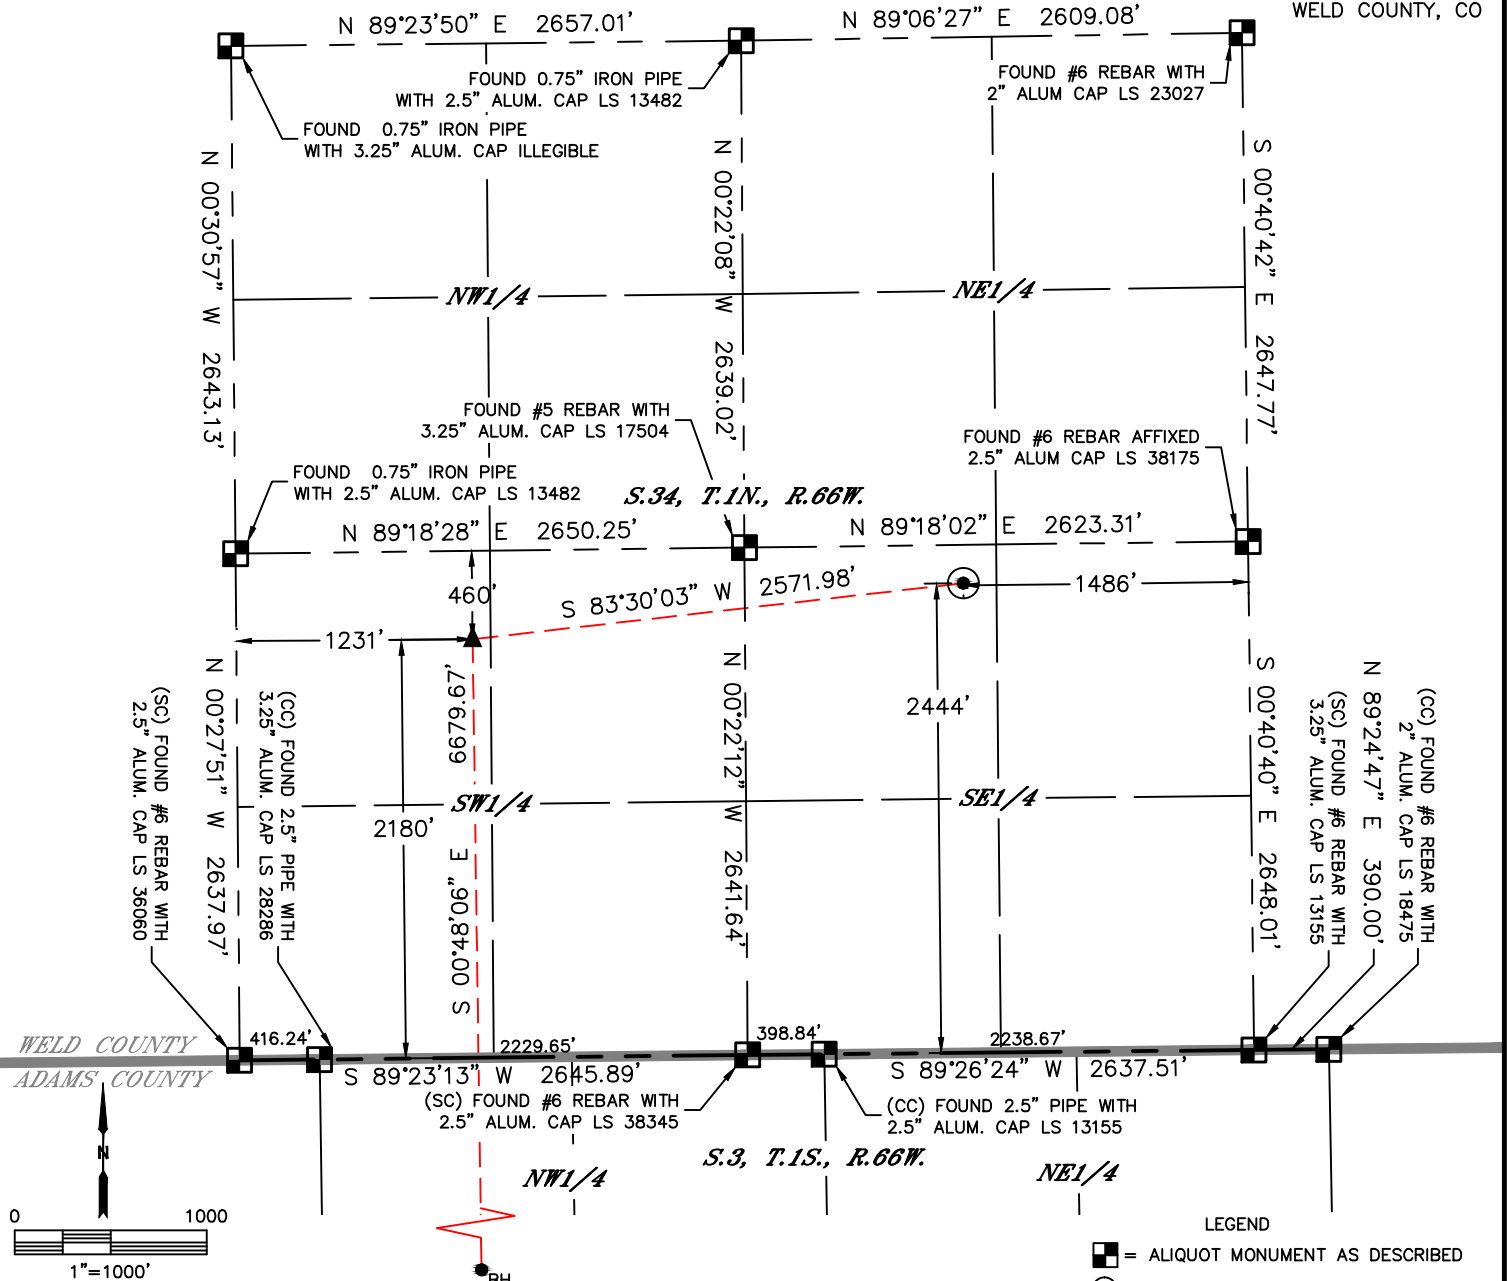 WELD COUNTY, CO
N 89°23'50" E 2657.01'
N 89°06'27" E 2609.08'
FOUND 0.75" IRON PIPE
WITH 2.5" ALUM. CAP LS 13482
FOUND #6 REBAR WITH
2" ALUM CAP LS 23027
FOUND 0.75" IRON PIPE
WITH 3.25" ALUM. CAP ILLEGIBLE
N 00°30'57" W 2643.13'
N 00°22'08" W 2639.02'
S 00°40'42" E 2647.77'
NW1/4
NE1/4
FOUND #5 REBAR WITH
3.25" ALUM. CAP LS 17504
FOUND #6 REBAR AFFIXED
2.5" ALUM CAP LS 38175
FOUND 0.75" IRON PIPE
WITH 2.5" ALUM. CAP LS 13482
S.34, T.1N., R.66W.
N 89°18'28" E 2650.25'
N 89°18'02" E 2623.31'
460'
S 83°30'03" W 2571.98'
1486'
1231'
2444'
2180'
N 00°27'51" W 2637.97'
S 00°48'06" E 6679.67'
N 00°22'12" W 2641.64'
S 00°40'40" E 2648.01'
N 89°24'47" E 390.00'
(SC) FOUND #6 REBAR WITH
2.5" ALUM. CAP LS 36060
(CC) FOUND 2.5" PIPE WITH
3.25" ALUM. CAP LS 28286
(SC) FOUND #6 REBAR WITH
3.25" ALUM. CAP LS 13155
(CC) FOUND #6 REBAR WITH
2" ALUM. CAP LS 18475
SW1/4
SE1/4
WELD COUNTY
ADAMS COUNTY
416.24'
2229.65'
398.84'
2238.67'
S 89°23'13" W 2645.89'
S 89°26'24" W 2637.51'
(SC) FOUND #6 REBAR WITH
2.5" ALUM. CAP LS 38345
(CC) FOUND 2.5" PIPE WITH
2.5" ALUM. CAP LS 13155
S.3, T.1S., R.66W.
NW1/4
NE1/4
N
0 1000
1"=1000'
BH
LEGEND
= ALIQUOT MONUMENT AS DESCRIBED